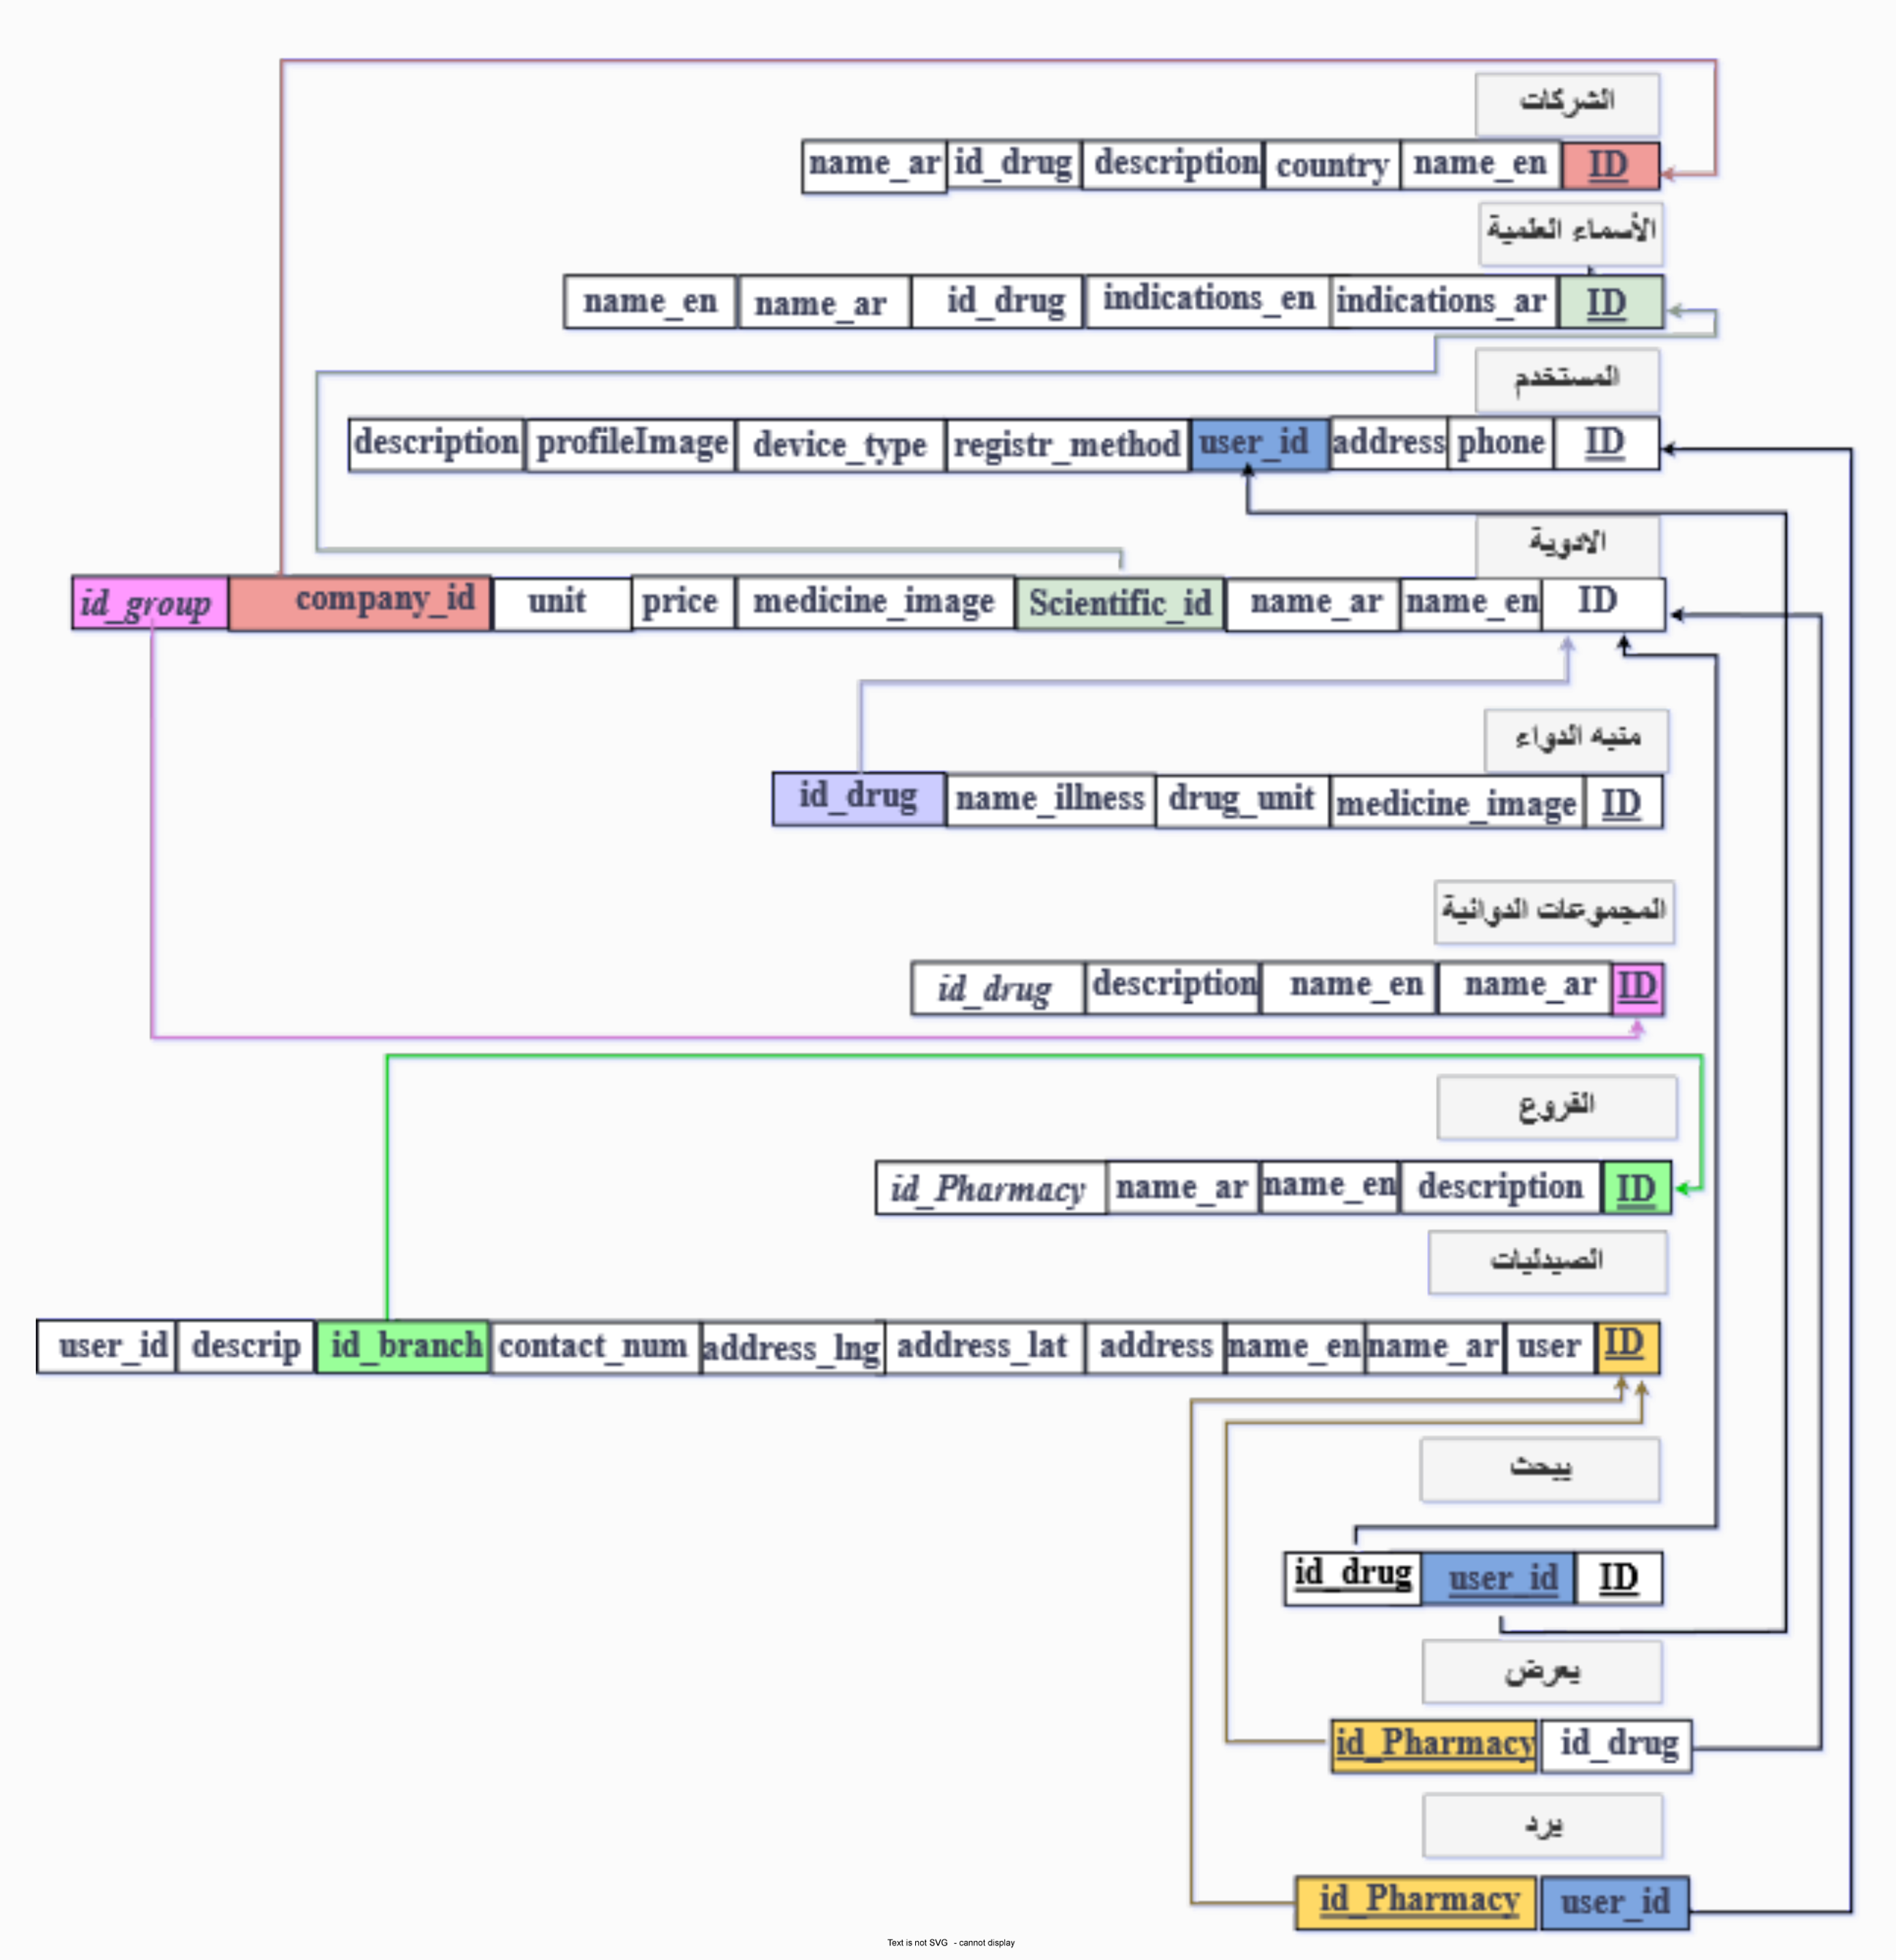 الشركات
name_ar id_drug description country name_en ID
الأسماء العلمية
name_en name_ar id_drug indications_en indications_ar ID
المستخدم
description profileImage device_type registr_method user_id address phone ID
الادوية
id_group company_id unit price medicine_image Scientific_id name_ar name_en ID
منبه الدواء
id_drug name_illness drug_unit medicine_image ID
المجموعات الدوائية
id_drug description name_en name_ar ID
الفروع
id_Pharmacy name_ar name_en description ID
الصيدليات
user_id descrip id_branch contact_num address_lng address_lat address name_en name_ar user ID
يبحث
id_drug user_id ID
يعرض
id_Pharmacy id_drug
يرد
id_Pharmacy user_id
Text is not SVG - cannot display